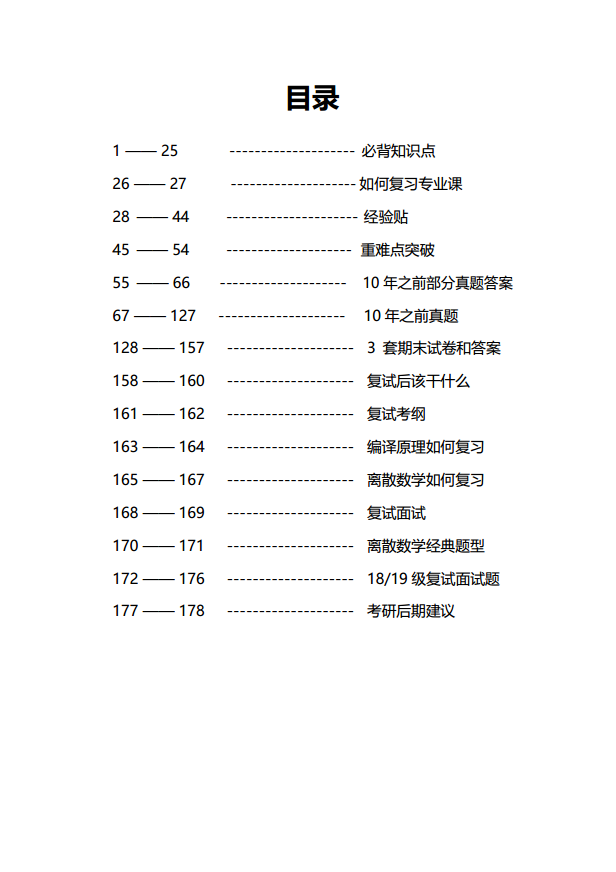 目录
1 —— 25 -------------------- 必背知识点
26 —— 27 -------------------- 如何复习专业课
28 —— 44 --------------------- 经验贴
45 —— 54 -------------------- 重难点突破
55 —— 66 -------------------- 10 年之前部分真题答案
67 —— 127 -------------------- 10 年之前真题
128 —— 157 -------------------- 3 套期末试卷和答案
158 —— 160 -------------------- 复试后该干什么
161 —— 162 -------------------- 复试考纲
163 —— 164 -------------------- 编译原理如何复习
165 —— 167 -------------------- 离散数学如何复习
168 —— 169 -------------------- 复试面试
170 —— 171 -------------------- 离散数学经典题型
172 —— 176 -------------------- 18/19 级复试面试题
177 —— 178 -------------------- 考研后期建议